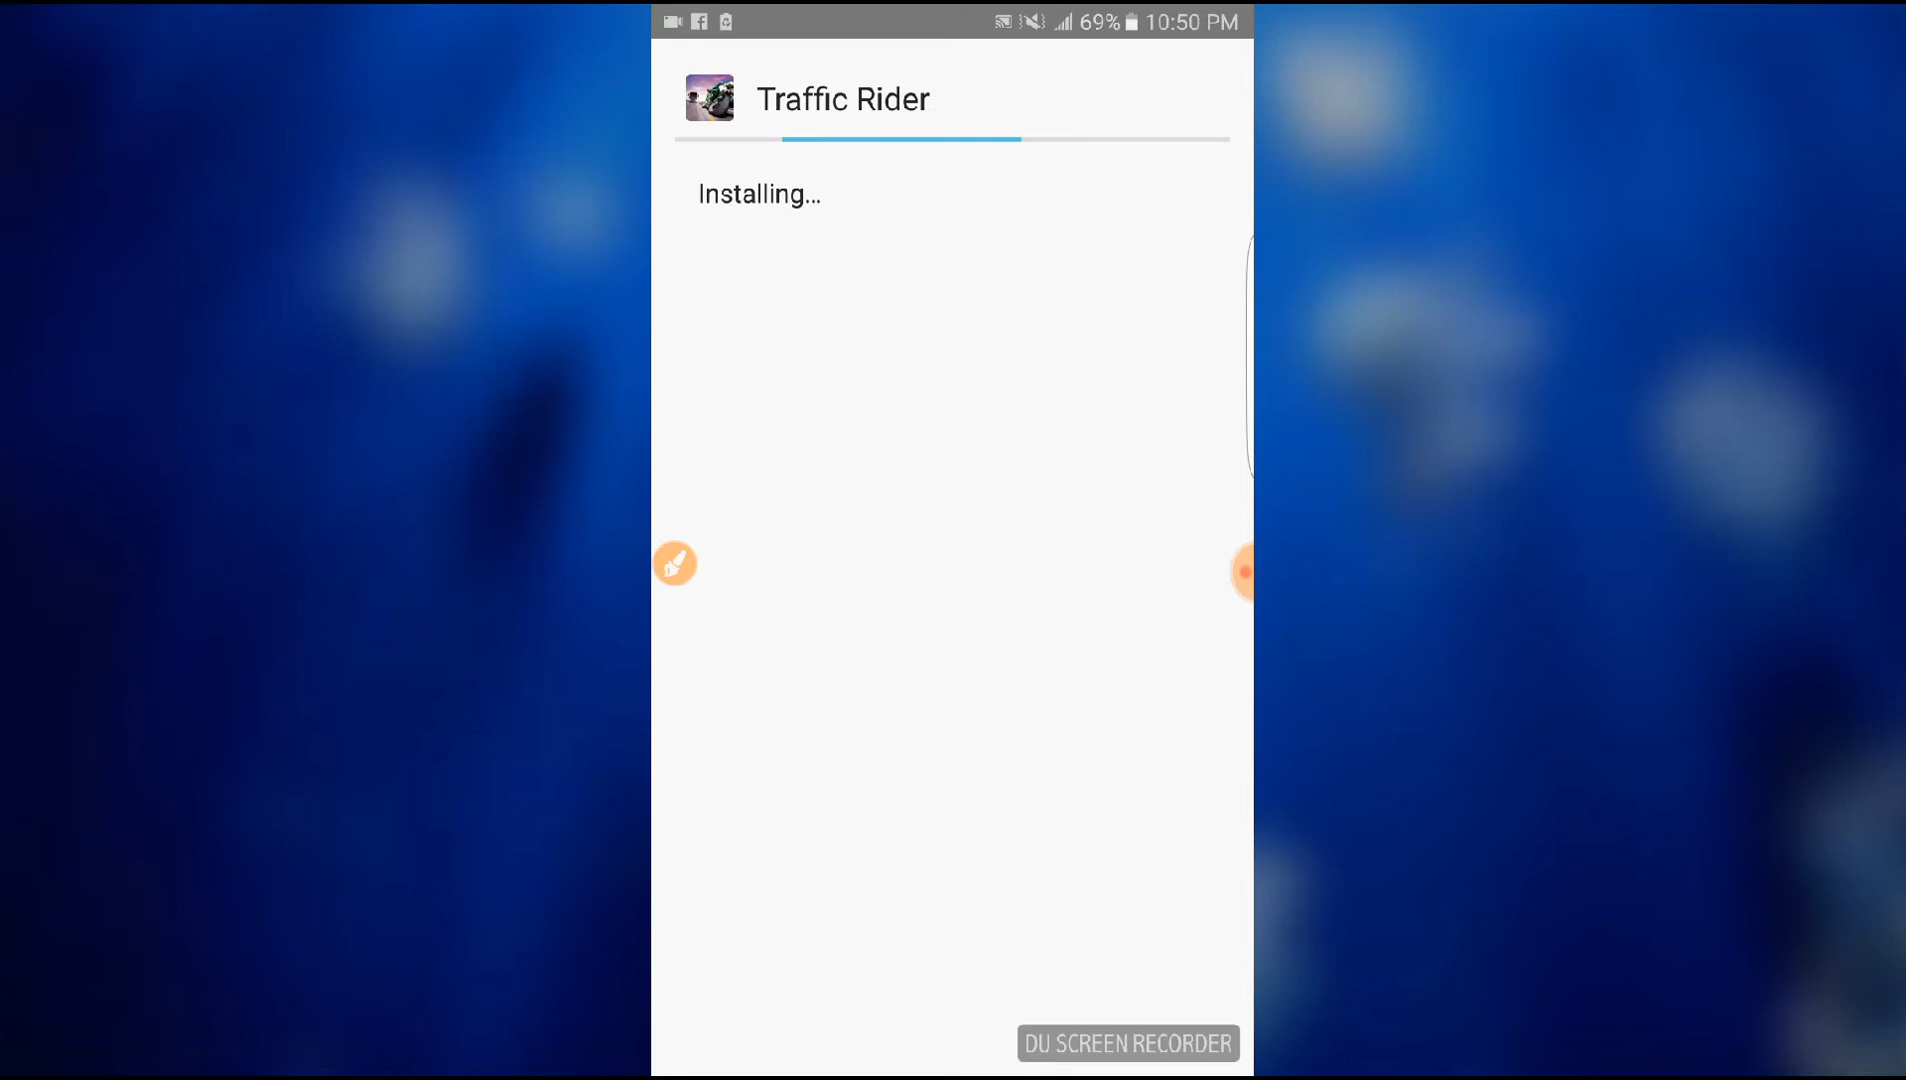 69% 10:50 PM
Traffic Rider
Installing...
DU SCREEN RECORDER